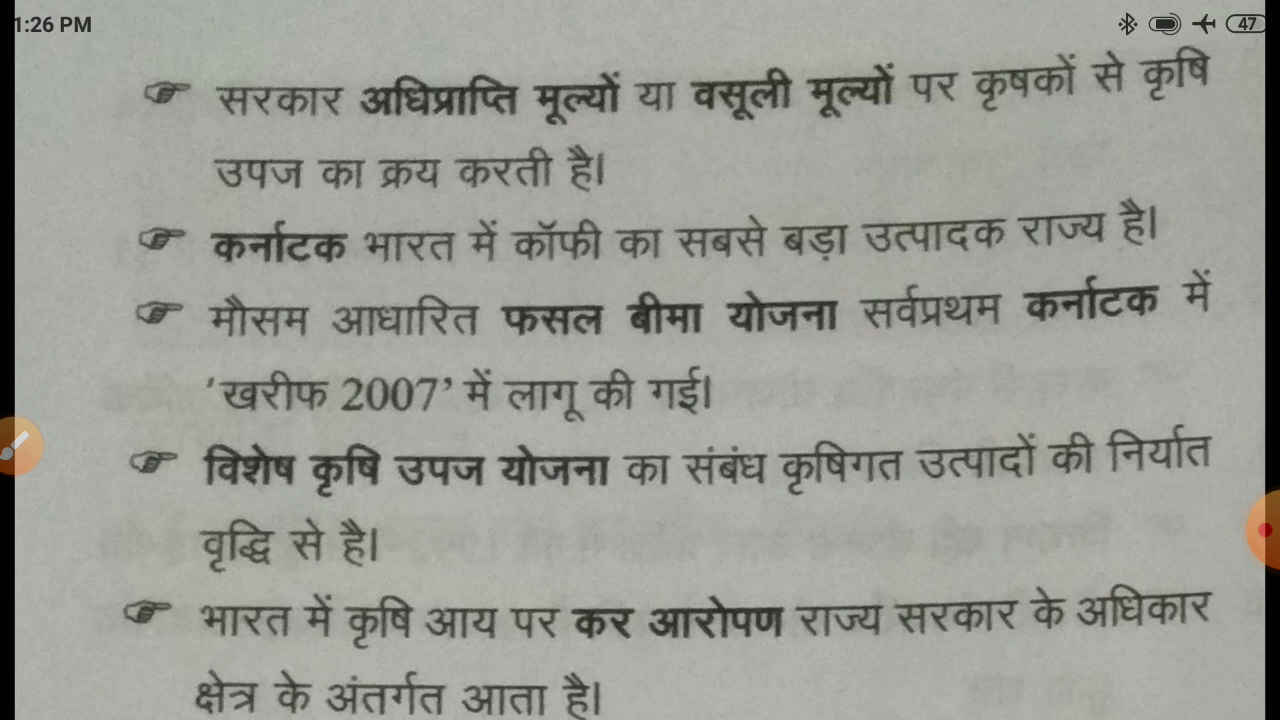 1:26 PM
47
सरकार अधिप्राप्ति मूल्यों या वसूली मूल्यों पर कृषकों से कृषि
उपज का क्रय करती है।
कर्नाटक भारत में कॉफी का सबसे बड़ा उत्पादक राज्य है।
मौसम आधारित फसल बीमा योजना सर्वप्रथम कर्नाटक में
'खरीफ 2007' में लागू की गई।
विशेष कृषि उपज योजना का संबंध कृषिगत उत्पादों की निर्यात
वृद्धि से है।
भारत में कृषि आय पर कर आरोपण राज्य सरकार के अधिकार
क्षेत्र के अंतर्गत आता है।